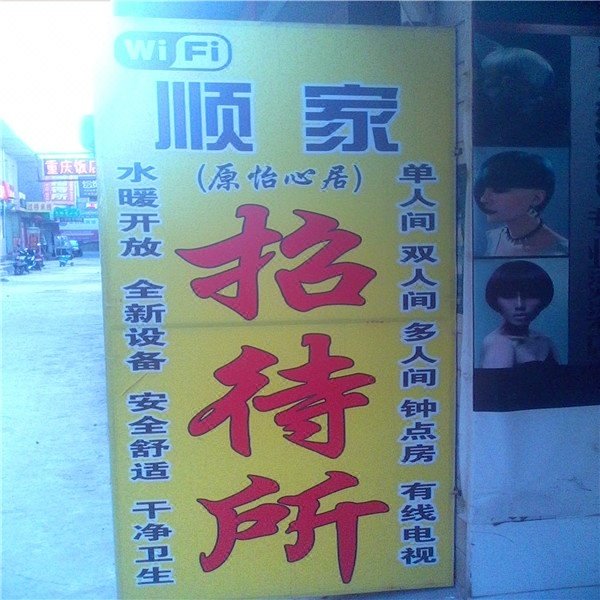 WiFi
顺家
(原怡心居)
招待所
水暖开放 全新设备 安全舒适 干净卫生
单人间 双人间 多人间 钟点房 有线电视
重庆饭店